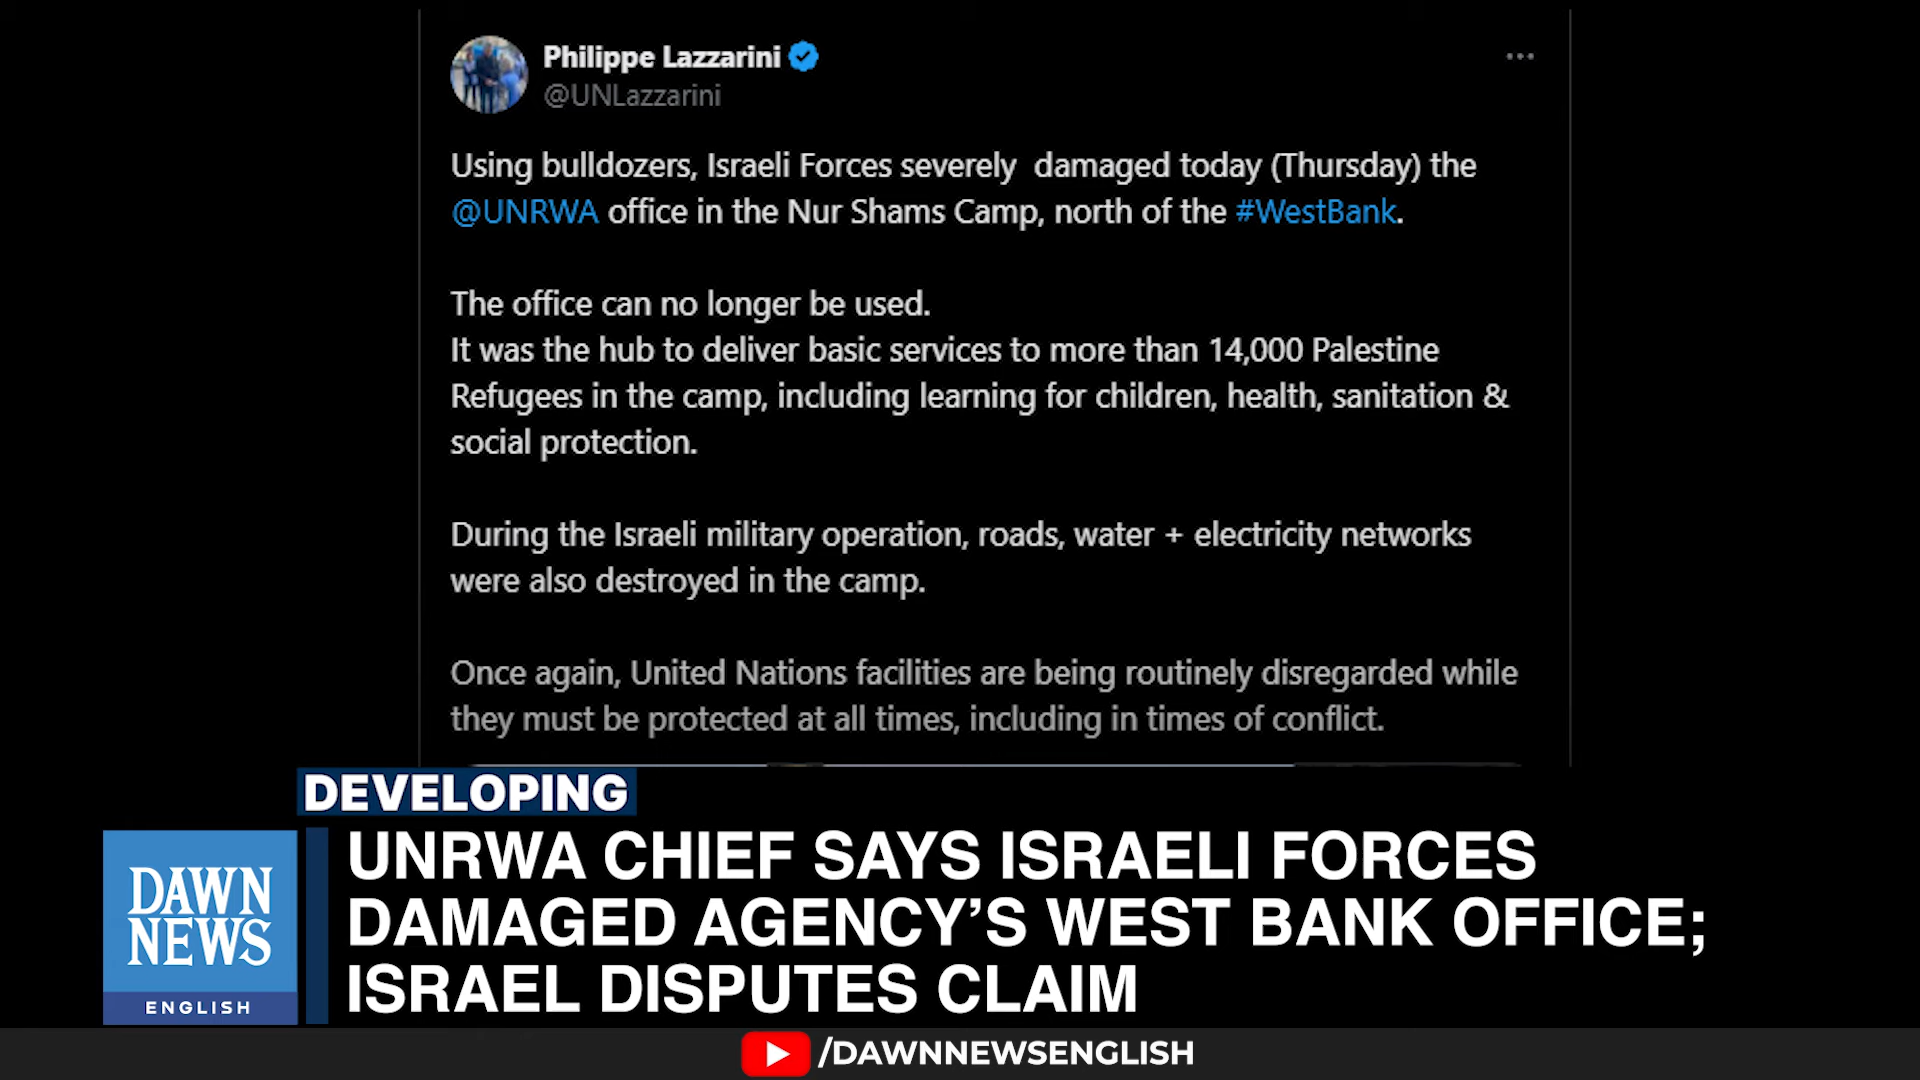 Philippe Lazzarini
@UNLazzarini
Using bulldozers, Israeli Forces severely  damaged today (Thursday) the
@UNRWA office in the Nur Shams Camp, north of the #WestBank.
The office can no longer be used.
It was the hub to deliver basic services to more than 14,000 Palestine
Refugees in the camp, including learning for children, health, sanitation &
social protection.
During the Israeli military operation, roads, water + electricity networks
were also destroyed in the camp.
Once again, United Nations facilities are being routinely disregarded while
they must be protected at all times, including in times of conflict.
DEVELOPING
UNRWA CHIEF SAYS ISRAELI FORCES
DAMAGED AGENCY’S WEST BANK OFFICE;
ISRAEL DISPUTES CLAIM
DAWN
NEWS
ENGLISH
/DAWNNEWSENGLISH